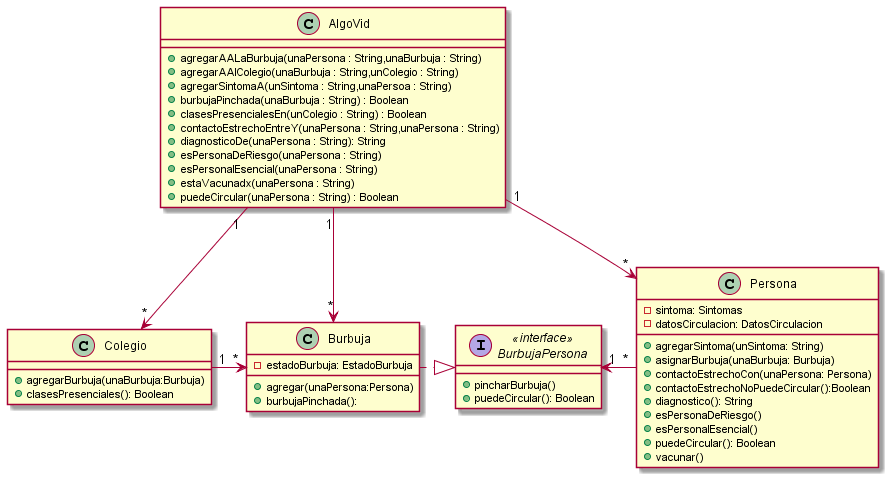 C AlgoVid
agregarAALaBurbuja(unaPersona : String,unaBurbuja : String)
agregarAAlColegio(unaBurbuja : String,unColegio : String)
agregarSintomaA(unSintoma : String,unaPersoa : String)
burbujaPinchada(unaBurbuja : String) : Boolean
clasesPresencialesEn(unColegio : String) : Boolean
contactoEstrechoEntreY(unaPersona : String,unaPersona : String)
diagnosticoDe(unaPersona : String): String
esPersonaDeRiesgo(unaPersona : String)
esPersonalEsencial(unaPersona : String)
estaVacunadx(unaPersona : String)
puedeCircular(unaPersona : String) : Boolean
1
1
1
*
*
*
C Colegio
agregarBurbuja(unaBurbuja:Burbuja)
clasesPresenciales(): Boolean
1
*
C Burbuja
estadoBurbuja: EstadoBurbuja
agregar(unaPersona:Persona)
burbujaPinchada():
I «interface»
BurbujaPersona
pincharBurbuja()
puedeCircular(): Boolean
1
*
C Persona
sintoma: Sintomas
datosCirculacion: DatosCirculacion
agregarSintoma(unSintoma: String)
asignarBurbuja(unaBurbuja: Burbuja)
contactoEstrechoCon(unaPersona: Persona)
contactoEstrechoNoPuedeCircular():Boolean
diagnostico(): String
esPersonaDeRiesgo()
esPersonalEsencial()
puedeCircular(): Boolean
vacunar()